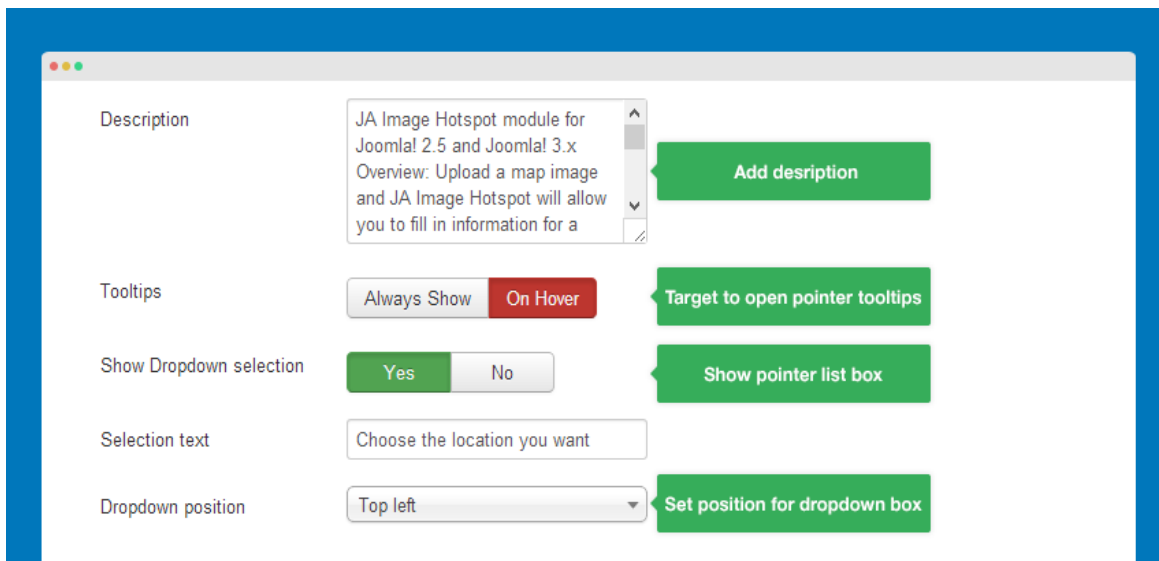 Description
JA Image Hotspot module for
Joomla! 2.5 and Joomla! 3.x
Overview: Upload a map image
and JA Image Hotspot will allow
you to fill in information for a
Add desription
Tooltips
Always Show On Hover
Target to open pointer tooltips
Show Dropdown selection
Yes No
Show pointer list box
Selection text
Choose the location you want
Dropdown position
Top left
Set position for dropdown box